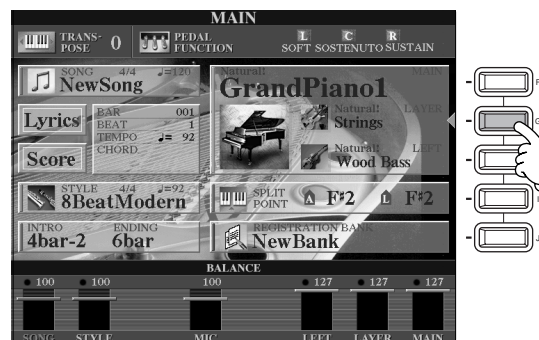 MAIN
TRANS-
POSE 0
PEDAL
FUNCTION
L C R
SOFT SOSTENUTO SUSTAIN
SONG 4/4 ♩=120
NewSong
Natural! MAIN
GrandPiano1
Lyrics
BAR 001
BEAT 1
TEMPO ♩= 92
CHORD
Natural! LAYER
Strings
Score
Natural! LEFT
Wood Bass
STYLE 4/4 ♩=92
8BeatModern
SPLIT
POINT A F♯2 L F♯2
INTRO ENDING
4bar-2 6bar
REGISTRATION BANK
NewBank
BALANCE
100 100 100 127 127 127
SONG STYLE MIC LEFT LAYER MAIN
F
G
I
J